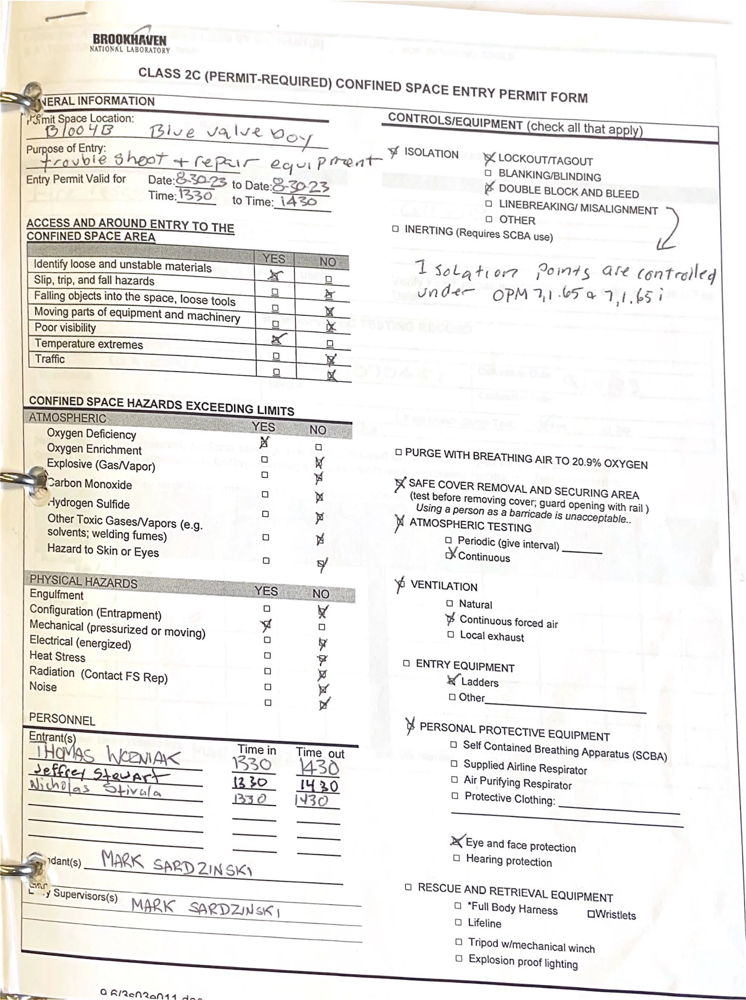 BROOKHAVEN
NATIONAL LABORATORY
CLASS 2C (PERMIT-REQUIRED) CONFINED SPACE ENTRY PERMIT FORM
NERAL INFORMATION
Permit Space Location:
B1004B Blue valve boy
Purpose of Entry:
trouble shoot + repair equipment
Entry Permit Valid for Date: 8-30-23 to Date: 8-30-23
Time: 1330 to Time: 1430
ACCESS AND AROUND ENTRY TO THE
CONFINED SPACE AREA
YES NO
Identify loose and unstable materials
Slip, trip, and fall hazards
Falling objects into the space, loose tools
Moving parts of equipment and machinery
Poor visibility
Temperature extremes
Traffic
CONFINED SPACE HAZARDS EXCEEDING LIMITS
ATMOSPHERIC YES NO
Oxygen Deficiency
Oxygen Enrichment
Explosive (Gas/Vapor)
Carbon Monoxide
Hydrogen Sulfide
Other Toxic Gases/Vapors (e.g.
solvents; welding fumes)
Hazard to Skin or Eyes
PHYSICAL HAZARDS YES NO
Engulfment
Configuration (Entrapment)
Mechanical (pressurized or moving)
Electrical (energized)
Heat Stress
Radiation (Contact FS Rep)
Noise
PERSONNEL
Entrant(s) Time in Time out
THOMAS WOZNIAK 1330 1430
Jeffrey Stewart 1330 1430
Nicholas Stivala 1330 1430
dant(s) MARK SARDZINSKI
y Supervisors(s) MARK SARDZINSKI
CONTROLS/EQUIPMENT (check all that apply)
ISOLATION LOCKOUT/TAGOUT
BLANKING/BLINDING
DOUBLE BLOCK AND BLEED
LINEBREAKING/ MISALIGNMENT
OTHER
INERTING (Requires SCBA use)
Isolation Points are controlled
under OPM 7.1.65a 7.1.65i
PURGE WITH BREATHING AIR TO 20.9% OXYGEN
SAFE COVER REMOVAL AND SECURING AREA
(test before removing cover; guard opening with rail )
Using a person as a barricade is unacceptable..
ATMOSPHERIC TESTING
Periodic (give interval)
Continuous
VENTILATION
Natural
Continuous forced air
Local exhaust
ENTRY EQUIPMENT
Ladders
Other
PERSONAL PROTECTIVE EQUIPMENT
Self Contained Breathing Apparatus (SCBA)
Supplied Airline Respirator
Air Purifying Respirator
Protective Clothing:
Eye and face protection
Hearing protection
RESCUE AND RETRIEVAL EQUIPMENT
*Full Body Harness Wristlets
Lifeline
Tripod w/mechanical winch
Explosion proof lighting